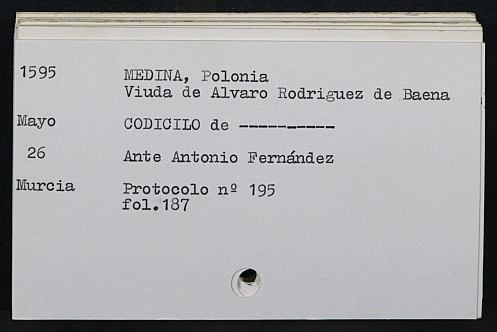 1595 MEDINA, Polonia
Viuda de Alvaro Rodriguez de Baena
Mayo CODICILO de ----------
26 Ante Antonio Fernández
Murcia Protocolo nº 195
fol.187